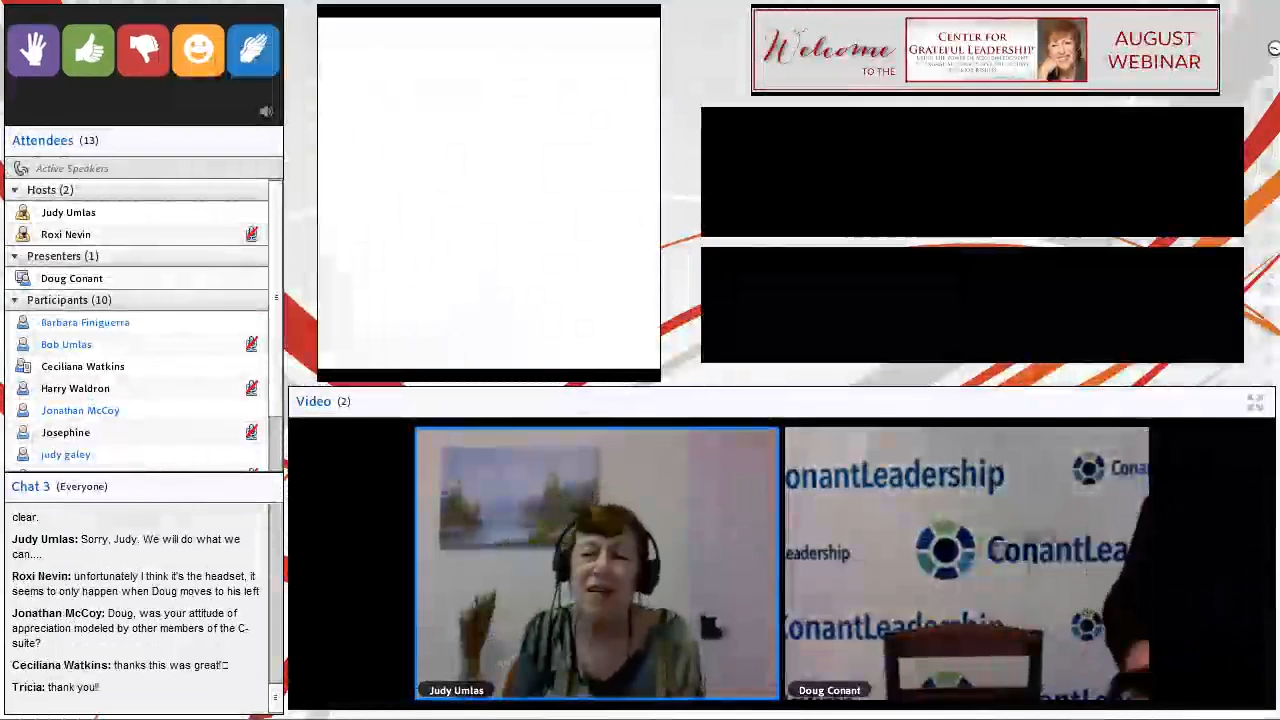 Welcome
TO THE
CENTER FOR
GRATEFUL LEADERSHIP
AUGUST
WEBINAR
Attendees (13)
Active Speakers
Hosts (2)
Judy Umlas
Roxi Nevin
Presenters (1)
Doug Conant
Participants (10)
Barbara Finiguerra
Bob Umlas
Ceciliana Watkins
Harry Waldron
Jonathan McCoy
Josephine
judy galey
Chat 3 (Everyone)
clear.
Judy Umlas: Sorry, Judy. We will do what we
can....
Roxi Nevin: unfortunately I think it's the headset, it
seems to only happen when Doug moves to his left
Jonathan McCoy: Doug, was your attitude of
appreciation modeled by other members of the C-
suite?
Ceciliana Watkins: thanks this was great!
Tricia: thank you!!
Video (2)
onantLeadership
Cona
eadership
ConantLea
ConantLeadership
Judy Umlas
Doug Conant